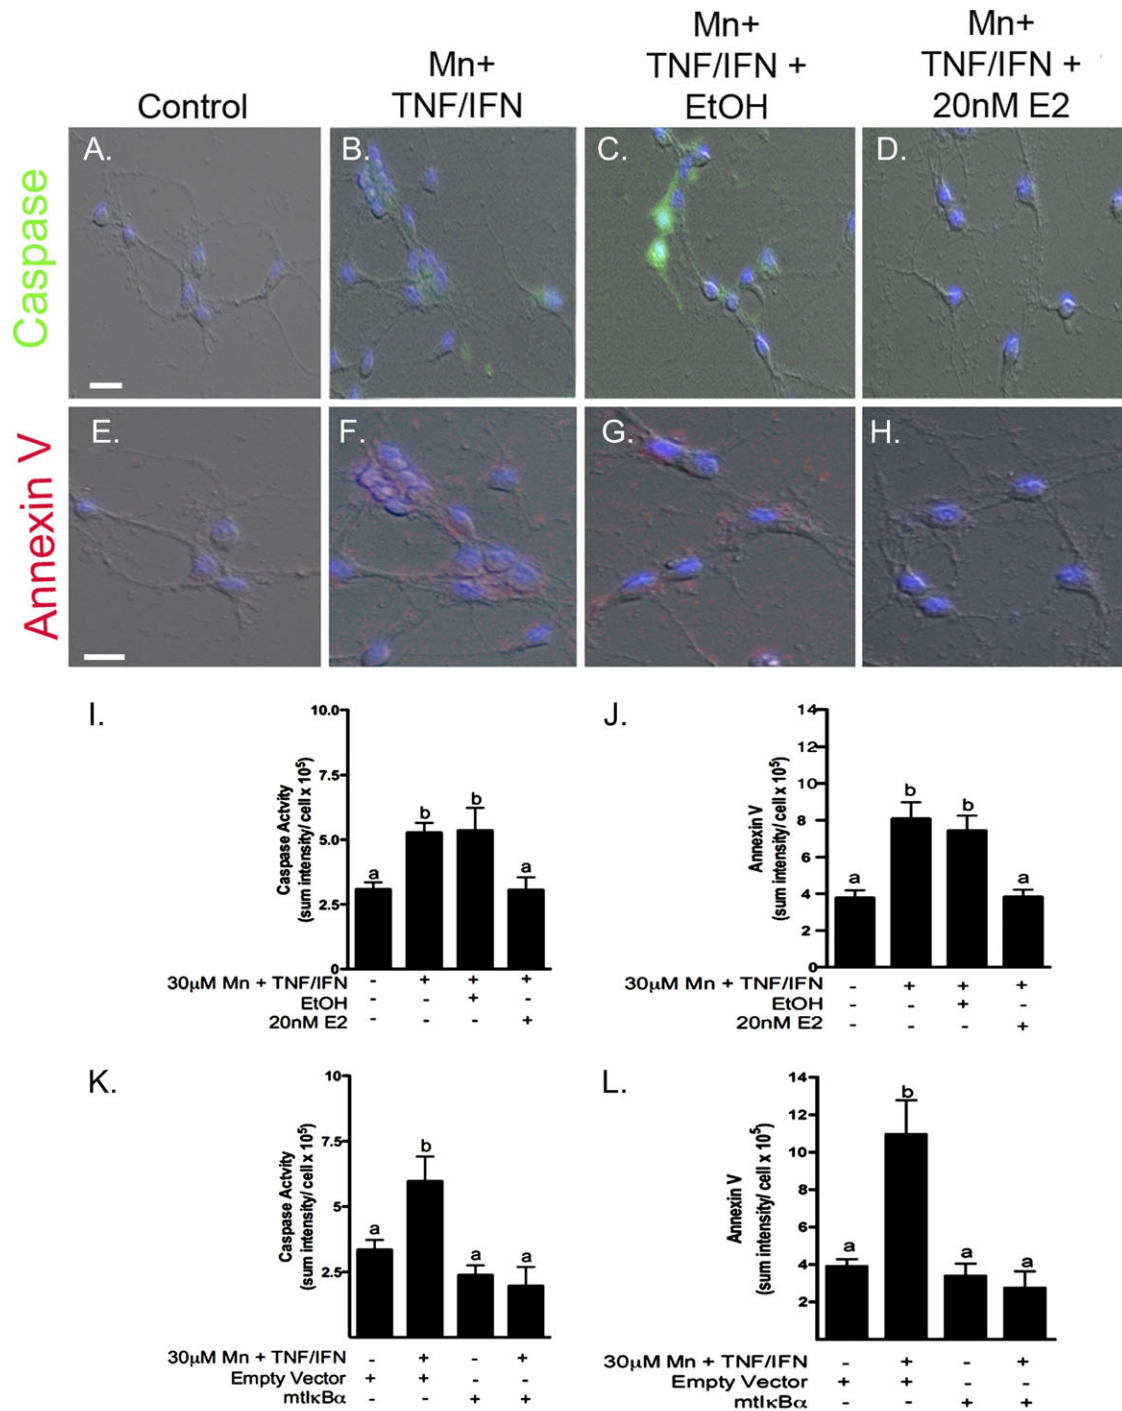 Control
Mn+
TNF/IFN
Mn+
TNF/IFN +
EtOH
Mn+
TNF/IFN +
20nM E2
Caspase
A.
B.
C.
D.
Annexin V
E.
F.
G.
H.
I.
10.0
7.5
5.0
2.5
0
Caspase Actvity
(sum intensity/ cell x 10⁵)
a
b
b
a
30µM Mn + TNF/IFN - + + +
EtOH - - + -
20nM E2 - - - +
J.
14
12
10
8
6
4
2
0
Annexin V
(sum intensity/ cell x 10⁵)
a
b
b
a
30µM Mn + TNF/IFN - + + +
EtOH - - + -
20nM E2 - - - +
K.
10
7.5
5
2.5
Caspase Actvity
(sum intensity/ cell x 10⁵)
a
b
a
a
30µM Mn + TNF/IFN - + - +
Empty Vector + + - -
mtIκBα - - + +
L.
14
12
10
8
6
4
2
Annexin V
(sum intensity/ cell x 10⁵)
a
b
a
a
30µM Mn + TNF/IFN - + - +
Empty Vector + + - -
mtIκBα - - + +